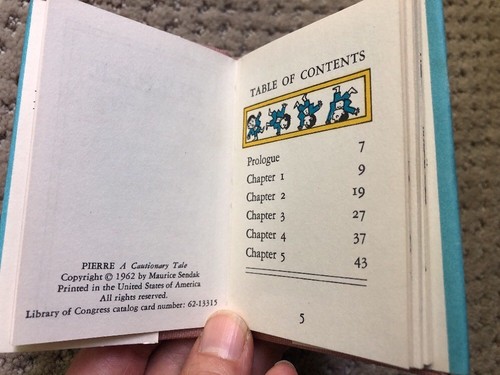 PIERRE A Cautionary Tale
Copyright © 1962 by Maurice Sendak
Printed in the United States of America
All rights reserved.
Library of Congress catalog card number: 62-13315
TABLE OF CONTENTS
Prologue 7
Chapter 1 9
Chapter 2 19
Chapter 3 27
Chapter 4 37
Chapter 5 43
5